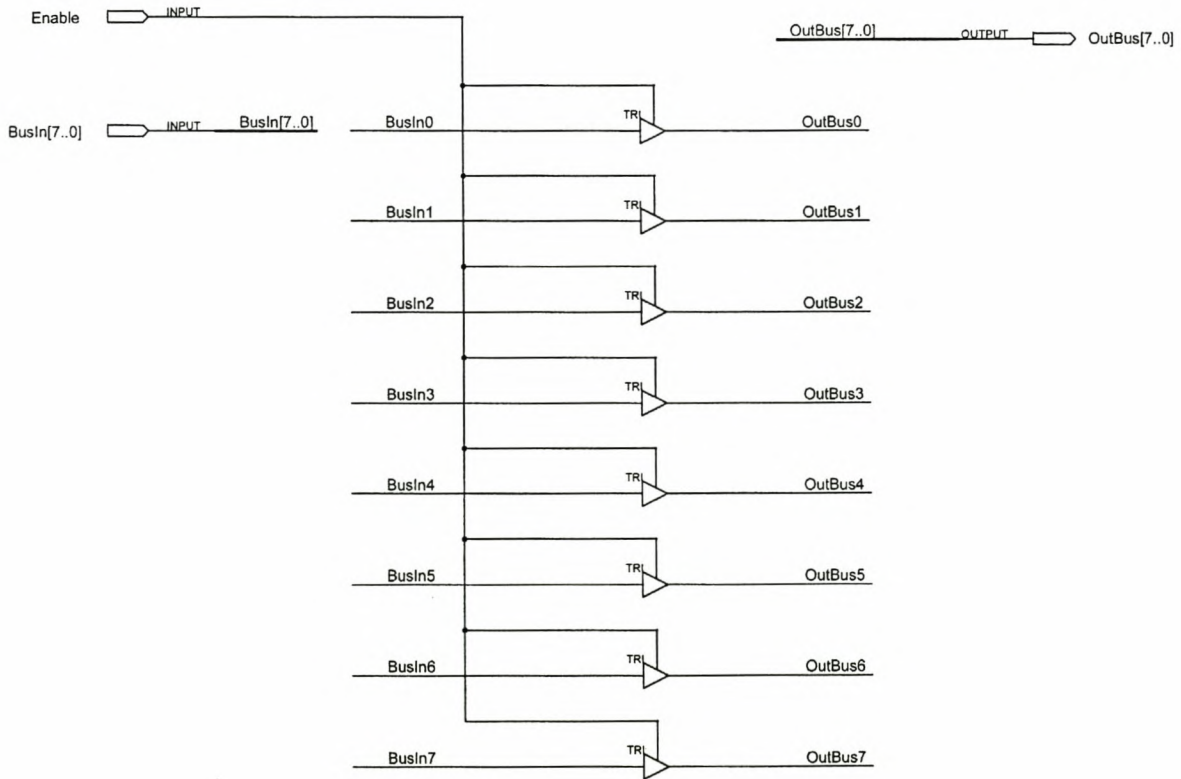 Enable INPUT
OutBus[7..0] OUTPUT OutBus[7..0]
BusIn[7..0] INPUT BusIn[7..0]
BusIn0 TRI OutBus0
BusIn1 TRI OutBus1
BusIn2 TRI OutBus2
BusIn3 TRI OutBus3
BusIn4 TRI OutBus4
BusIn5 TRI OutBus5
BusIn6 TRI OutBus6
BusIn7 TRI OutBus7